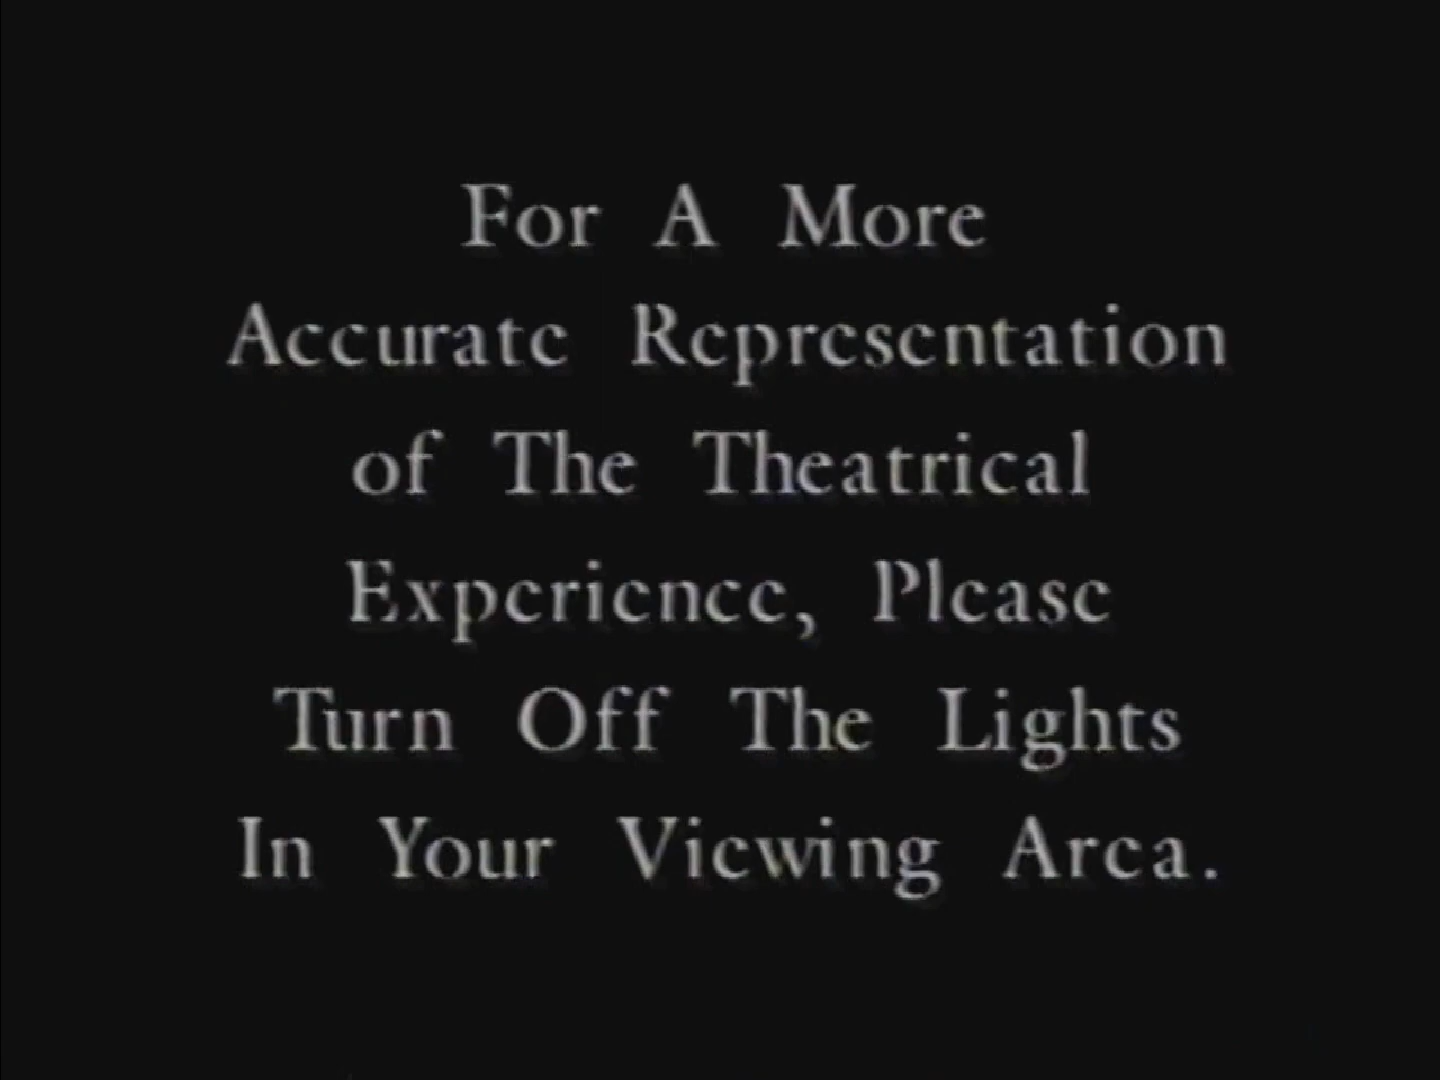 For A More
Accurate Representation
of The Theatrical
Experience, Please
Turn Off The Lights
In Your Viewing Area.